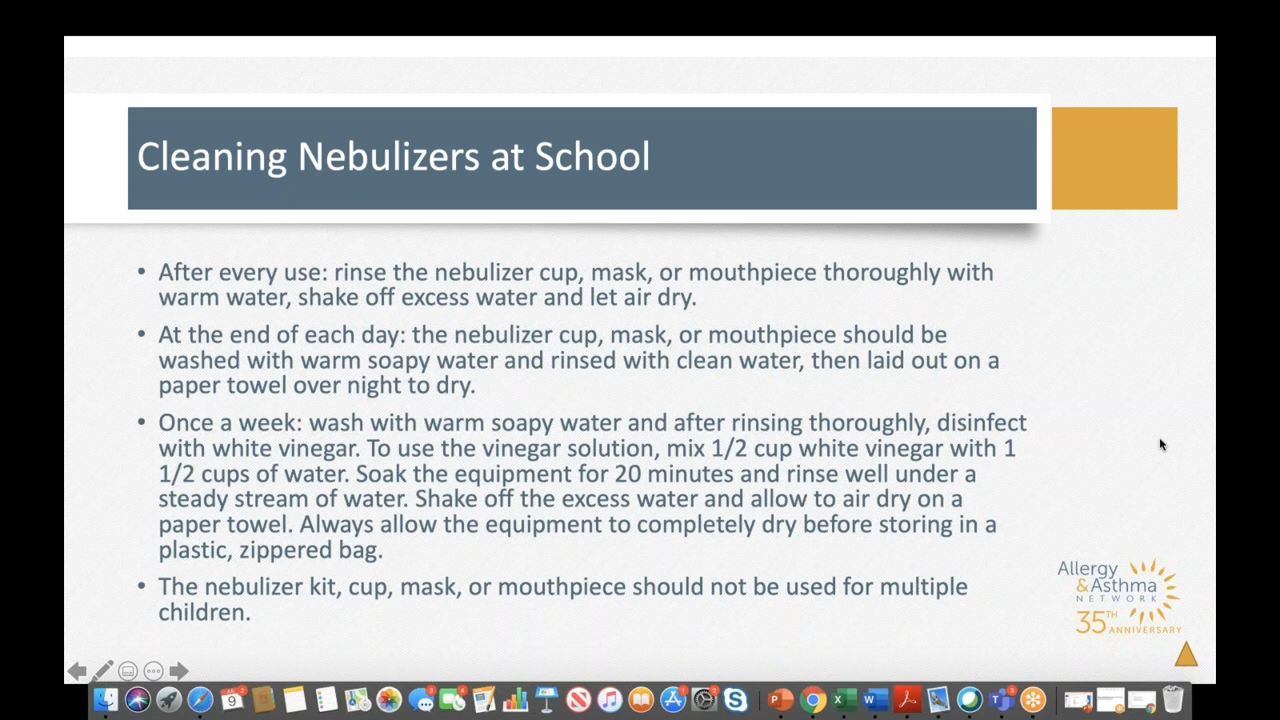 Cleaning Nebulizers at School
• After every use: rinse the nebulizer cup, mask, or mouthpiece thoroughly with
warm water, shake off excess water and let air dry.
• At the end of each day: the nebulizer cup, mask, or mouthpiece should be
washed with warm soapy water and rinsed with clean water, then laid out on a
paper towel over night to dry.
• Once a week: wash with warm soapy water and after rinsing thoroughly, disinfect
with white vinegar. To use the vinegar solution, mix 1/2 cup white vinegar with 1
1/2 cups of water. Soak the equipment for 20 minutes and rinse well under a
steady stream of water. Shake off the excess water and allow to air dry on a
paper towel. Always allow the equipment to completely dry before storing in a
plastic, zippered bag.
• The nebulizer kit, cup, mask, or mouthpiece should not be used for multiple
children.
Allergy
&Asthma
NETWORK
35TH ANNIVERSARY
9